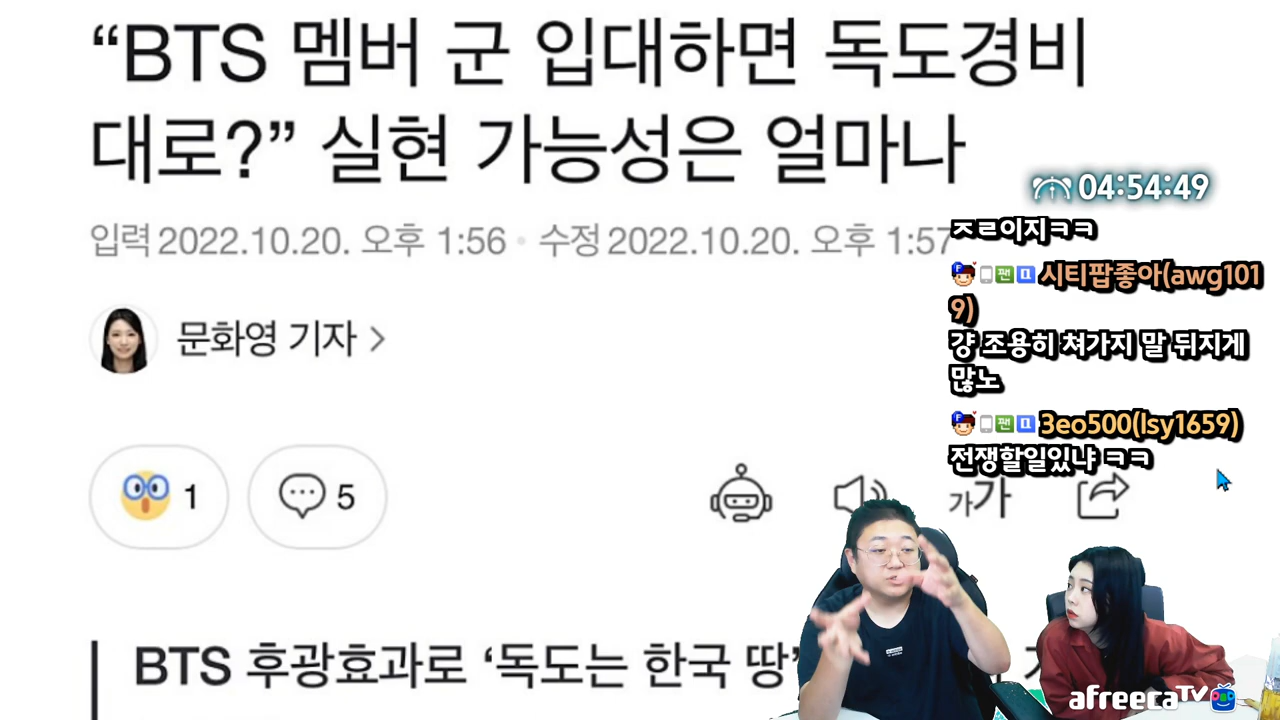 “BTS 멤버 군 입대하면 독도경비
대로?” 실현 가능성은 얼마나
04:54:49
입력 2022.10.20. 오후 1:56 · 수정 2022.10.20. 오후 1:57
ㅈㄹ이지ㅋㅋ
시티팝좋아(awg101
9)
걍 조용히 쳐가지 말 뒤지게
많노
3eo500(lsy1659)
전쟁할일있냐 ㅋㅋ
문화영 기자 >
1
5
가가
BTS 후광효과로 ‘독도는 한국 땅’
afreecaTV